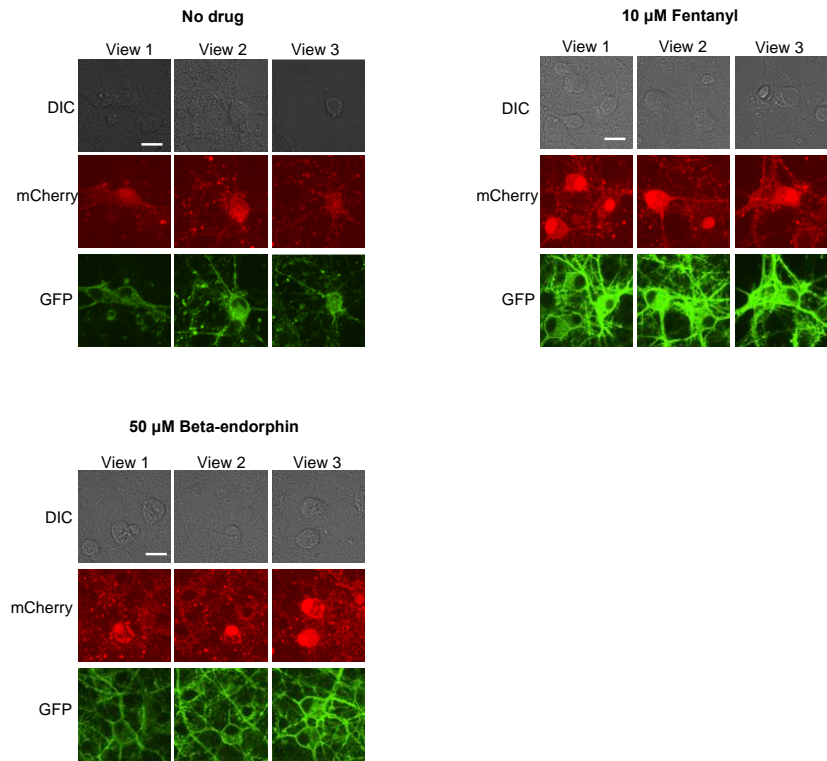 No drug
View 1 View 2 View 3
DIC
mCherry
GFP
10 µM Fentanyl
View 1 View 2 View 3
DIC
mCherry
GFP
50 µM Beta-endorphin
View 1 View 2 View 3
DIC
mCherry
GFP